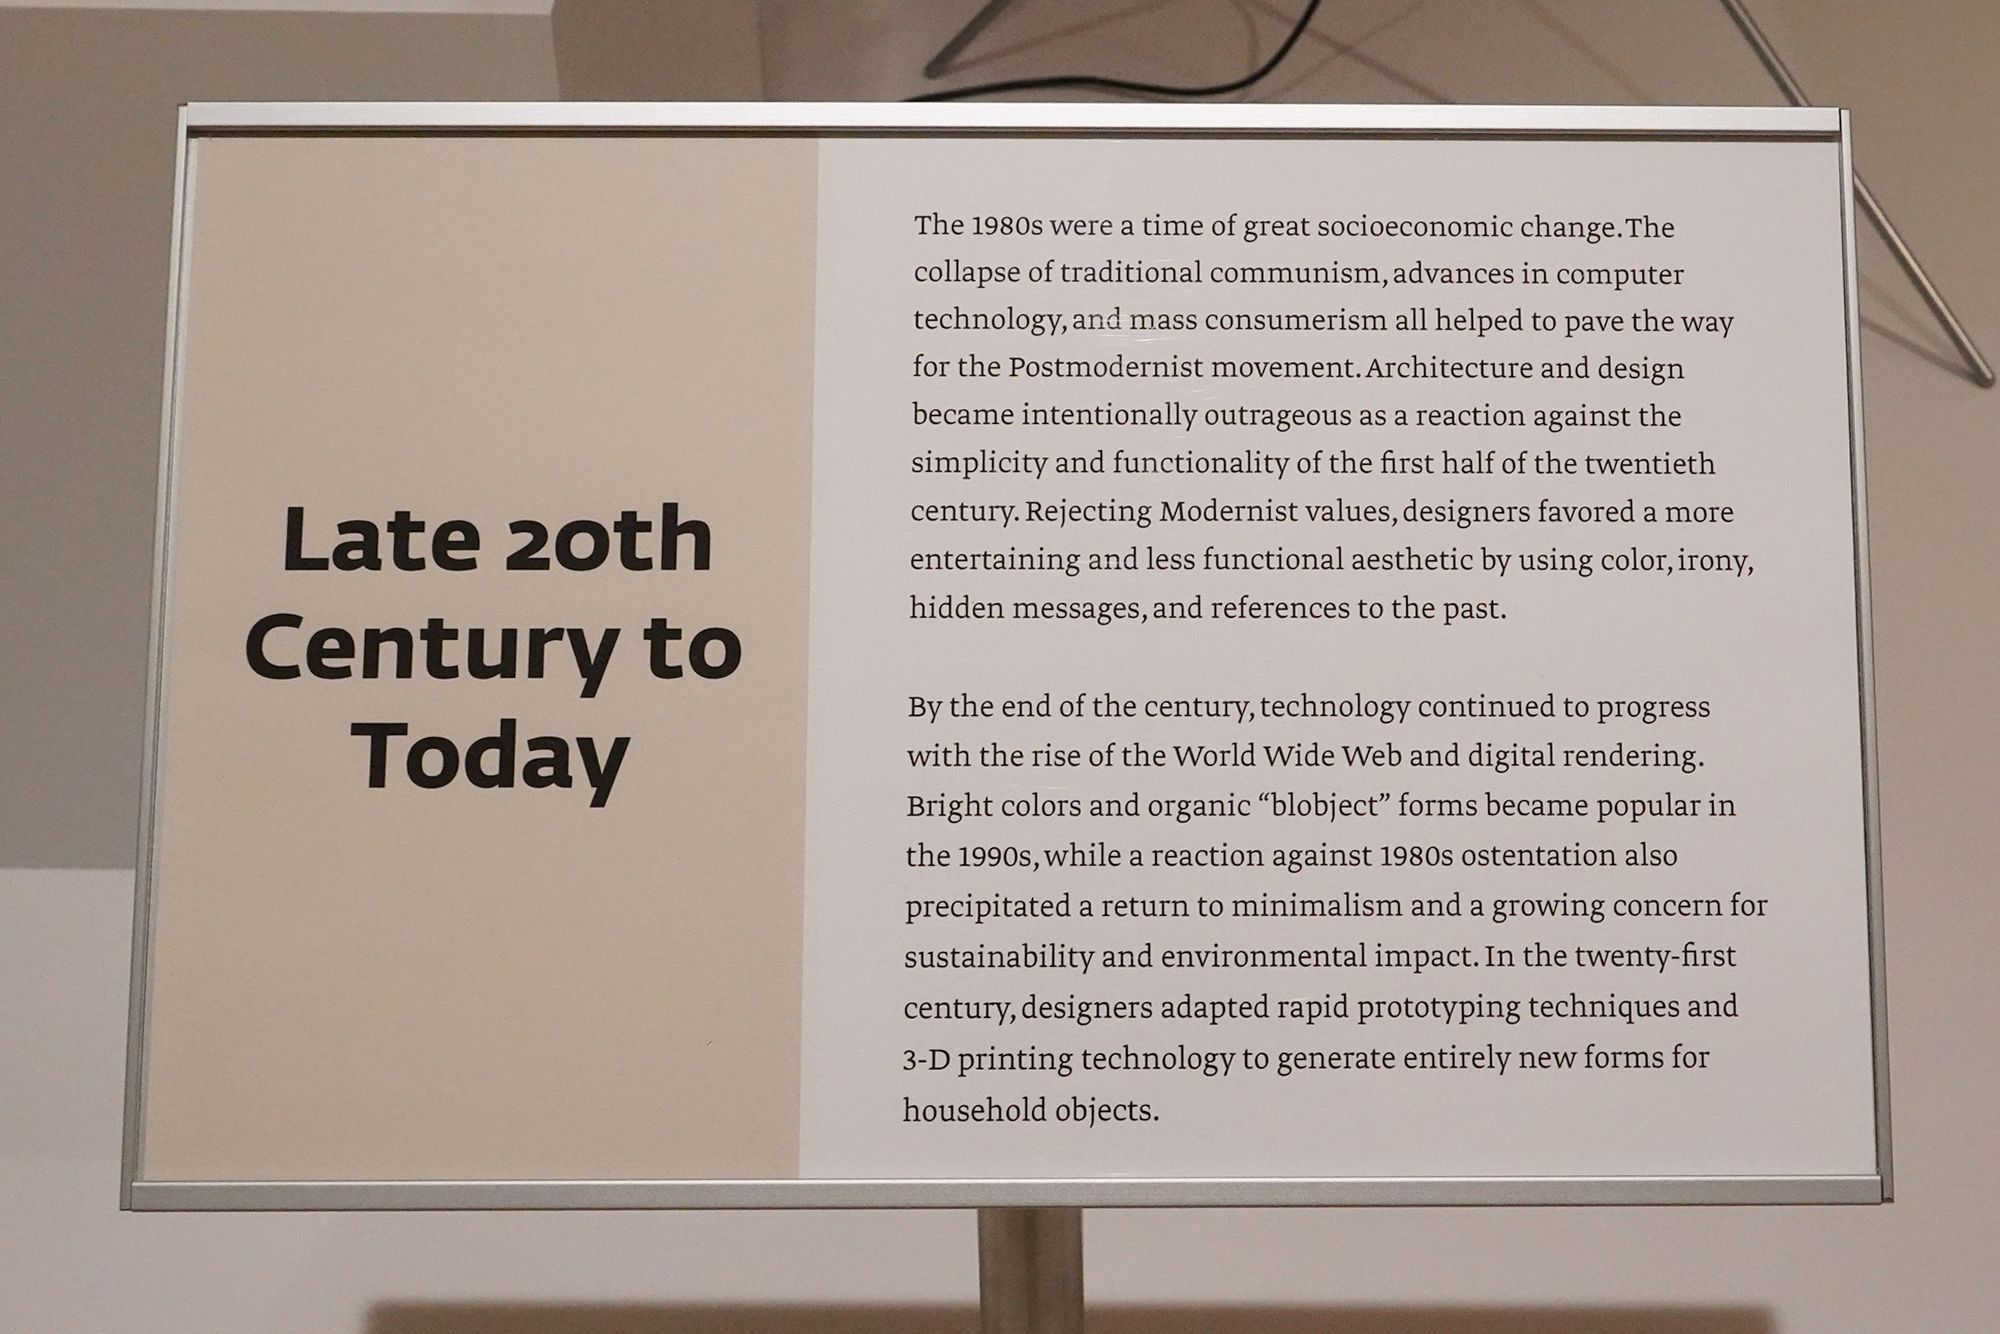 Late 20th
Century to
Today
The 1980s were a time of great socioeconomic change. The
collapse of traditional communism, advances in computer
technology, and mass consumerism all helped to pave the way
for the Postmodernist movement. Architecture and design
became intentionally outrageous as a reaction against the
simplicity and functionality of the first half of the twentieth
century. Rejecting Modernist values, designers favored a more
entertaining and less functional aesthetic by using color, irony,
hidden messages, and references to the past.
By the end of the century, technology continued to progress
with the rise of the World Wide Web and digital rendering.
Bright colors and organic “blobject” forms became popular in
the 1990s, while a reaction against 1980s ostentation also
precipitated a return to minimalism and a growing concern for
sustainability and environmental impact. In the twenty-first
century, designers adapted rapid prototyping techniques and
3-D printing technology to generate entirely new forms for
household objects.